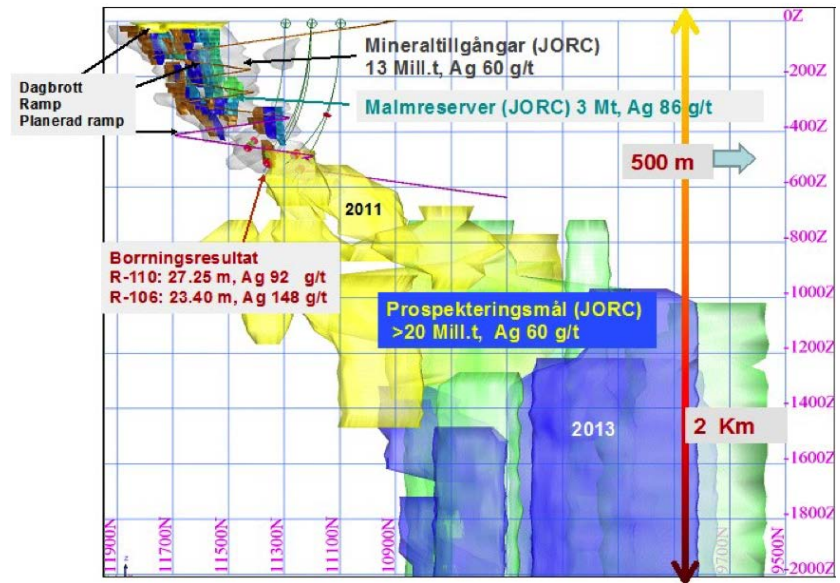 0Z
Mineraltillgångar (JORC)
13 Mill.t, Ag 60 g/t
-200Z
Dagbrott
Ramp
Planerad ramp
Malmreserver (JORC) 3 Mt, Ag 86 g/t
-400Z
500 m
-600Z
2011
-800Z
Borrningsresultat
R-110: 27.25 m, Ag 92 g/t
R-106: 23.40 m, Ag 148 g/t
-1000Z
Prospekteringsmål (JORC)
>20 Mill.t, Ag 60 g/t
-1200Z
-1400Z
2013
2 Km
-1600Z
-1800Z
-2000Z
11900N
11700N
11500N
11300N
11100N
10900N
9700N
9500N